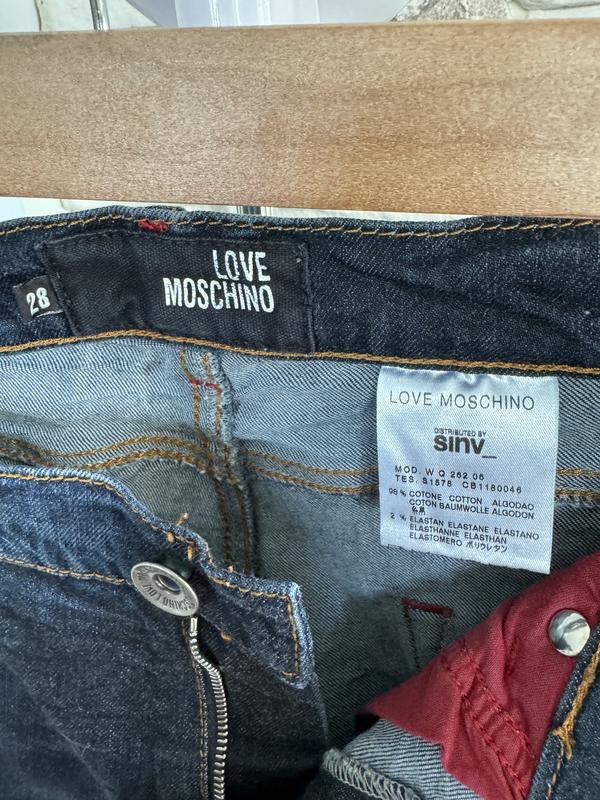 28
LOVE
MOSCHINO
LOVE MOSCHINO
DISTRIBUTED BY
sinv_
MOD. W Q 262 06
TES. S1578 CB1180046
98 % COTONE COTTON ALGODAO
COTON BAUMWOLLE ALGODON
綿
2 % ELASTAN ELASTANE ELASTANO
ELASTHANNE ELASTHAN
ELASTOMERO ポリウレタン